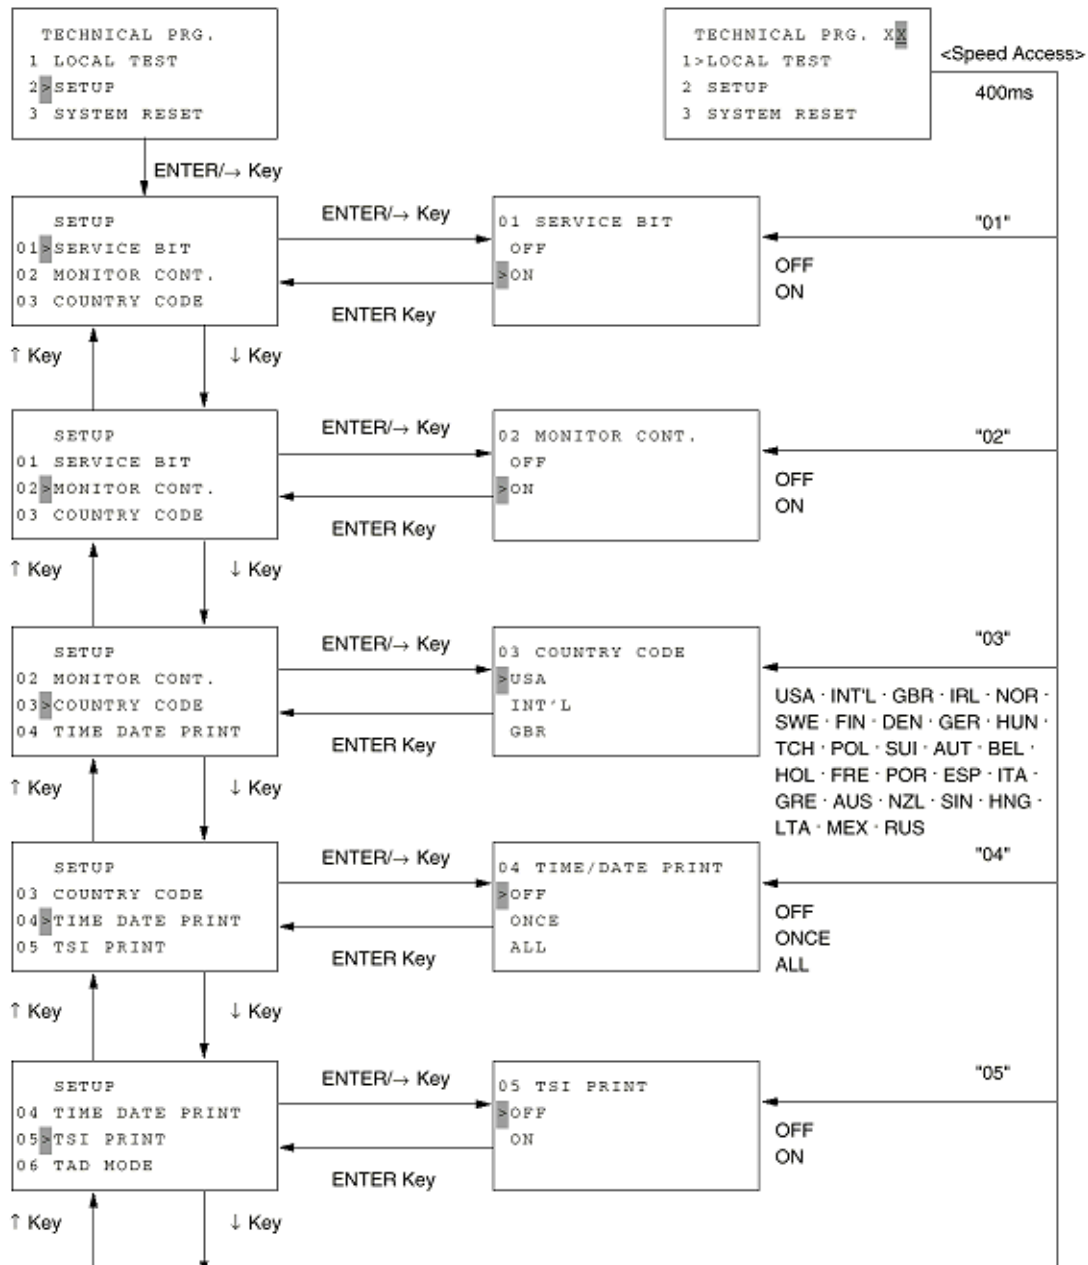 TECHNICAL PRG.
1 LOCAL TEST
2>SETUP
3 SYSTEM RESET
TECHNICAL PRG. XX
1>LOCAL TEST
2 SETUP
3 SYSTEM RESET
<Speed Access>
400ms
ENTER/→ Key
SETUP
01>SERVICE BIT
02 MONITOR CONT.
03 COUNTRY CODE
ENTER/→ Key
ENTER Key
01 SERVICE BIT
OFF
>ON
"01"
OFF
ON
↑ Key
↓ Key
SETUP
01 SERVICE BIT
02>MONITOR CONT.
03 COUNTRY CODE
ENTER/→ Key
ENTER Key
02 MONITOR CONT.
OFF
>ON
"02"
OFF
ON
↑ Key
↓ Key
SETUP
02 MONITOR CONT.
03>COUNTRY CODE
04 TIME DATE PRINT
ENTER/→ Key
ENTER Key
03 COUNTRY CODE
>USA
INT'L
GBR
"03"
USA · INT'L · GBR · IRL · NOR ·
SWE · FIN · DEN · GER · HUN ·
TCH · POL · SUI · AUT · BEL ·
HOL · FRE · POR · ESP · ITA ·
GRE · AUS · NZL · SIN · HNG ·
LTA · MEX · RUS
↑ Key
↓ Key
SETUP
03 COUNTRY CODE
04>TIME DATE PRINT
05 TSI PRINT
ENTER/→ Key
ENTER Key
04 TIME/DATE PRINT
>OFF
ONCE
ALL
"04"
OFF
ONCE
ALL
↑ Key
↓ Key
SETUP
04 TIME DATE PRINT
05>TSI PRINT
06 TAD MODE
ENTER/→ Key
ENTER Key
05 TSI PRINT
>OFF
ON
"05"
OFF
ON
↑ Key
↓ Key